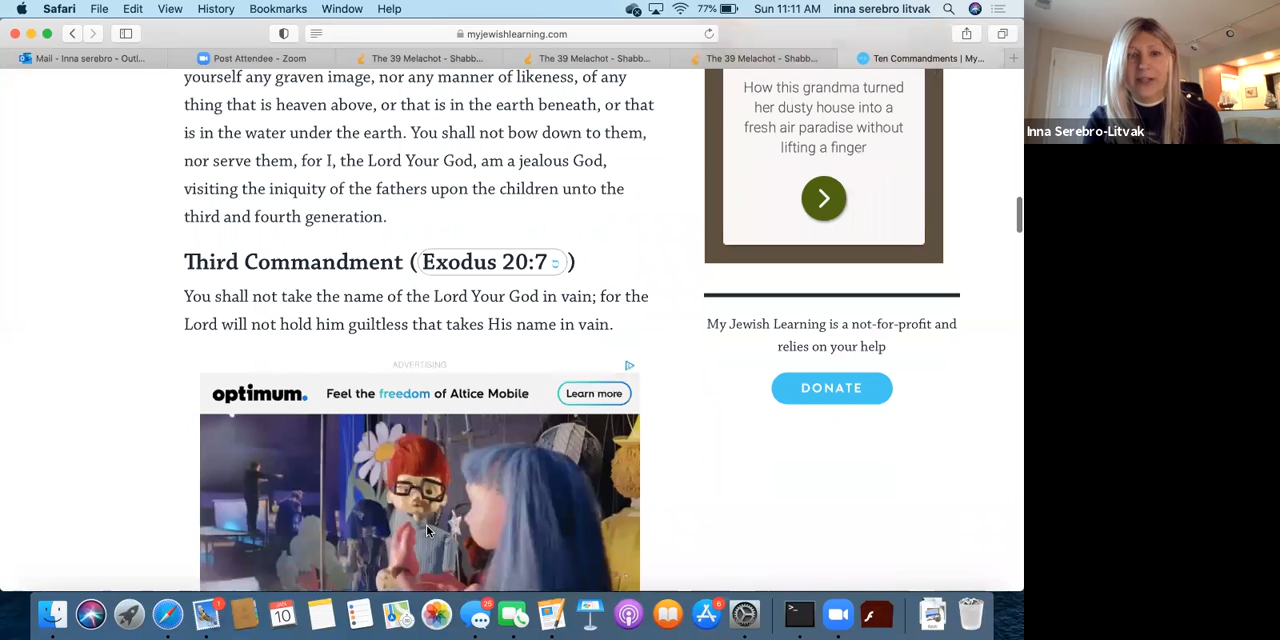 Safari File Edit View History Bookmarks Window Help 77% Sun 11:11 AM inna serebro litvak
myjewishlearning.com
Mail - Inna serebro - Outl...
Post Attendee - Zoom
The 39 Melachot - Shabb...
The 39 Melachot - Shabb...
The 39 Melachot - Shabb...
Ten Commandments | My...
yourself any graven image, nor any manner of likeness, of any
thing that is heaven above, or that is in the earth beneath, or that
is in the water under the earth. You shall not bow down to them,
nor serve them, for I, the Lord Your God, am a jealous God,
visiting the iniquity of the fathers upon the children unto the
third and fourth generation.
Third Commandment (Exodus 20:7)
You shall not take the name of the Lord Your God in vain; for the
Lord will not hold him guiltless that takes His name in vain.
ADVERTISING
optimum. Feel the freedom of Altice Mobile Learn more
How this grandma turned
her dusty house into a
fresh air paradise without
lifting a finger
My Jewish Learning is a not-for-profit and
relies on your help
DONATE
Inna Serebro-Litvak
JAN
10
1
25
6